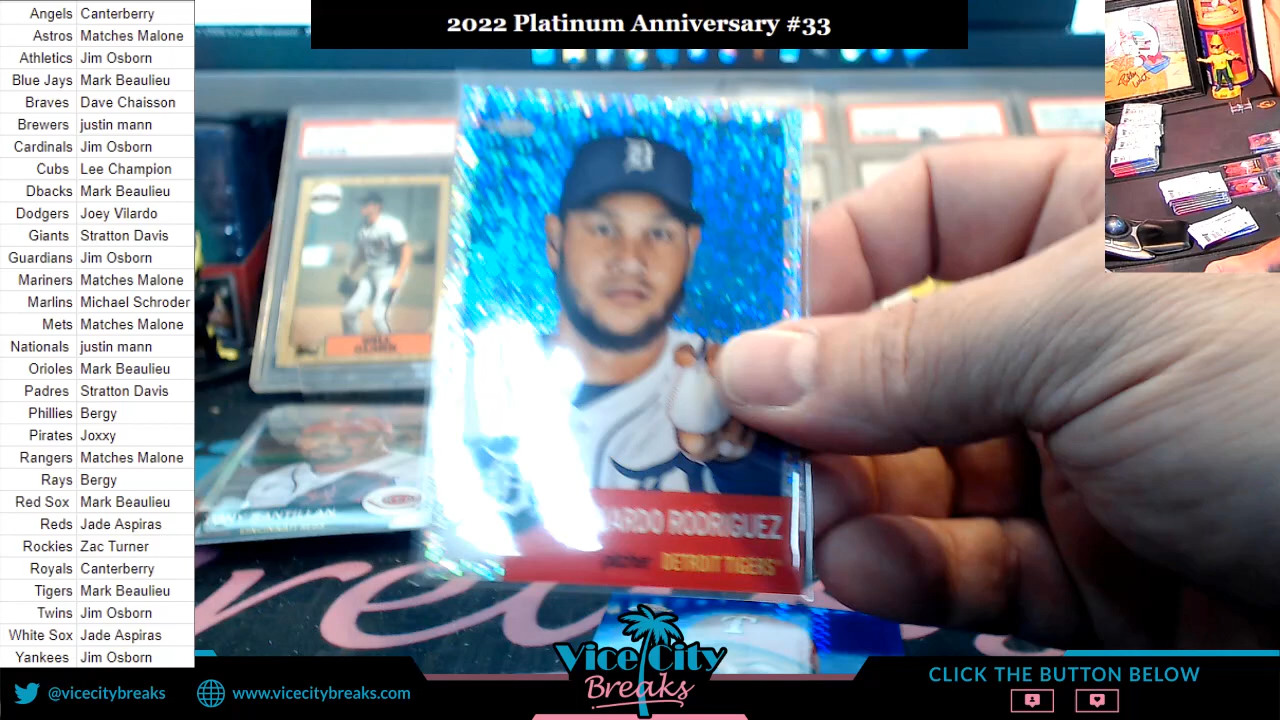 2022 Platinum Anniversary #33
Angels Canterberry
Astros Matches Malone
Athletics Jim Osborn
Blue Jays Mark Beaulieu
Braves Dave Chaisson
Brewers justin mann
Cardinals Jim Osborn
Cubs Lee Champion
Dbacks Mark Beaulieu
Dodgers Joey Vilardo
Giants Stratton Davis
Guardians Jim Osborn
Mariners Matches Malone
Marlins Michael Schroder
Mets Matches Malone
Nationals justin mann
Orioles Mark Beaulieu
Padres Stratton Davis
Phillies Bergy
Pirates Joxxy
Rangers Matches Malone
Rays Bergy
Red Sox Mark Beaulieu
Reds Jade Aspiras
Rockies Zac Turner
Royals Canterberry
Tigers Mark Beaulieu
Twins Jim Osborn
White Sox Jade Aspiras
Yankees Jim Osborn
D
ARDO RODRIGUEZ
pitcher DETROIT TIGERS
ANTILLAN
T
Vice City
Breaks
@vicecitybreaks
www.vicecitybreaks.com
CLICK THE BUTTON BELOW